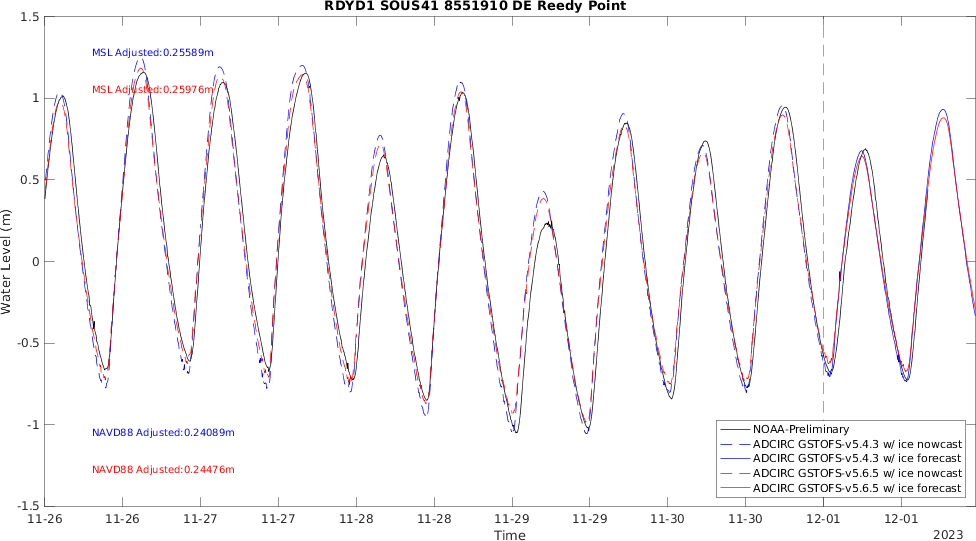 RDYD1 SOUS41 8551910 DE Reedy Point
1.5
1
0.5
0
-0.5
-1
-1.5
Water Level (m)
MSL Adjusted:0.25589m
MSL Adjusted:0.25976m
NAVD88 Adjusted:0.24089m
NAVD88 Adjusted:0.24476m
NOAA-Preliminary
ADCIRC GSTOFS-v5.4.3 w/ ice nowcast
ADCIRC GSTOFS-v5.4.3 w/ ice forecast
ADCIRC GSTOFS-v5.6.5 w/ ice nowcast
ADCIRC GSTOFS-v5.6.5 w/ ice forecast
11-26 11-26 11-27 11-27 11-28 11-28 11-29 11-29 11-30 11-30 12-01 12-01
Time
2023